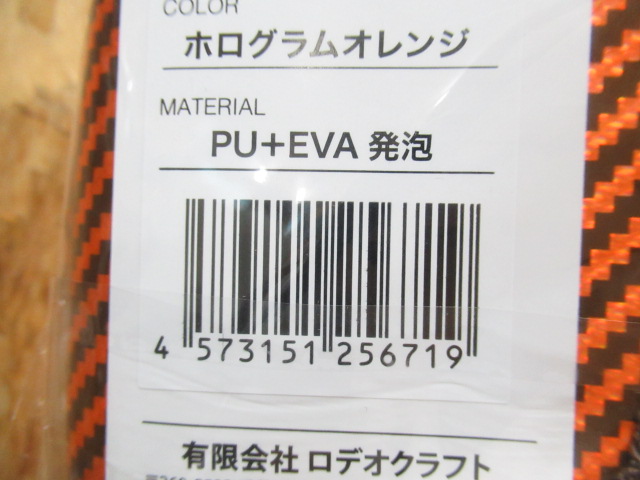 COLOR
ホログラムオレンジ
MATERIAL
PU+EVA 発泡
4 573151 256719
有限会社 ロデオクラフト